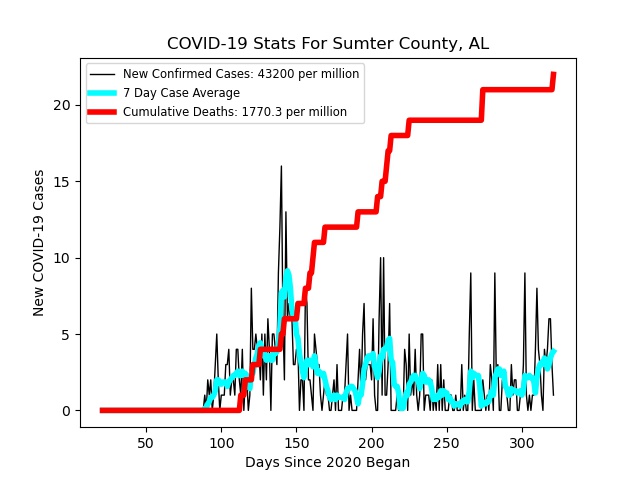 COVID-19 Stats For Sumter County, AL
New Confirmed Cases: 43200 per million
7 Day Case Average
Cumulative Deaths: 1770.3 per million
New COVID-19 Cases
20
15
10
5
0
50 100 150 200 250 300
Days Since 2020 Began